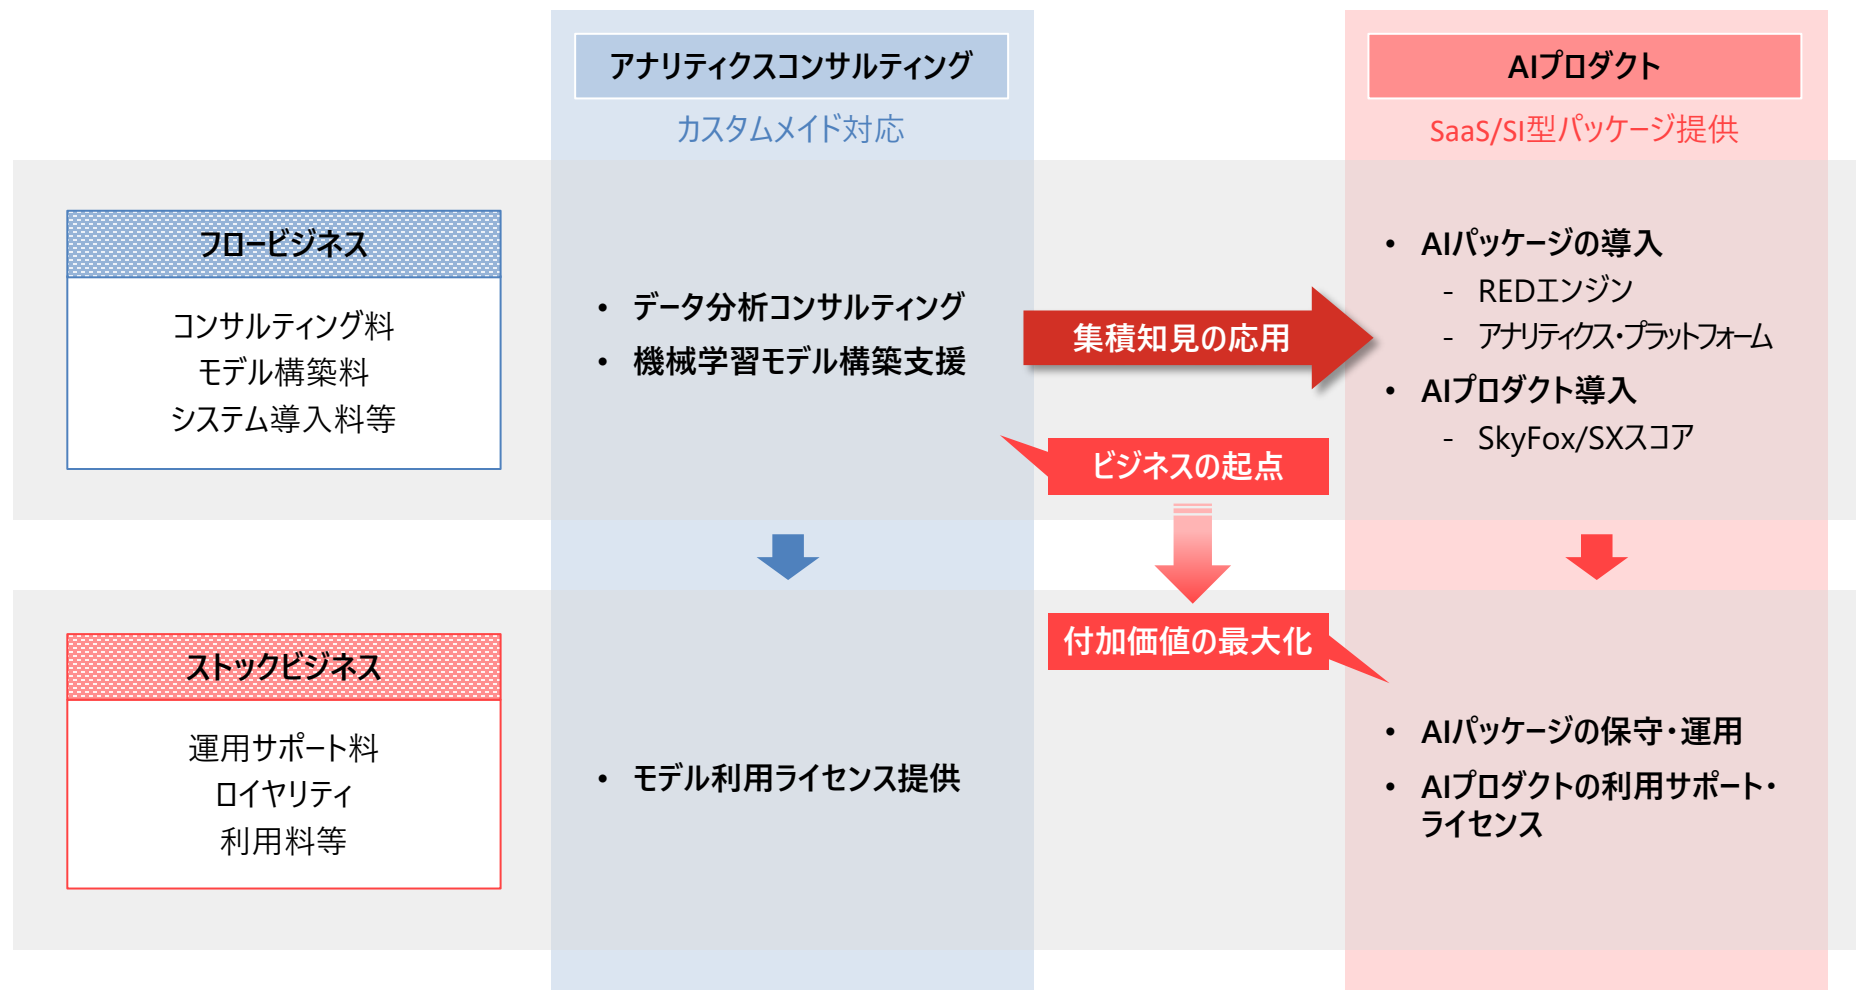 アナリティクスコンサルティング
カスタムメイド対応
AIプロダクト
SaaS/SI型パッケージ提供
フロービジネス
コンサルティング料
モデル構築料
システム導入料等
• データ分析コンサルティング
• 機械学習モデル構築支援
集積知見の応用
• AIパッケージの導入
- REDエンジン
- アナリティクス・プラットフォーム
• AIプロダクト導入
- SkyFox/SXスコア
ビジネスの起点
付加価値の最大化
ストックビジネス
運用サポート料
ロイヤリティ
利用料等
• モデル利用ライセンス提供
• AIパッケージの保守・運用
• AIプロダクトの利用サポート・
ライセンス